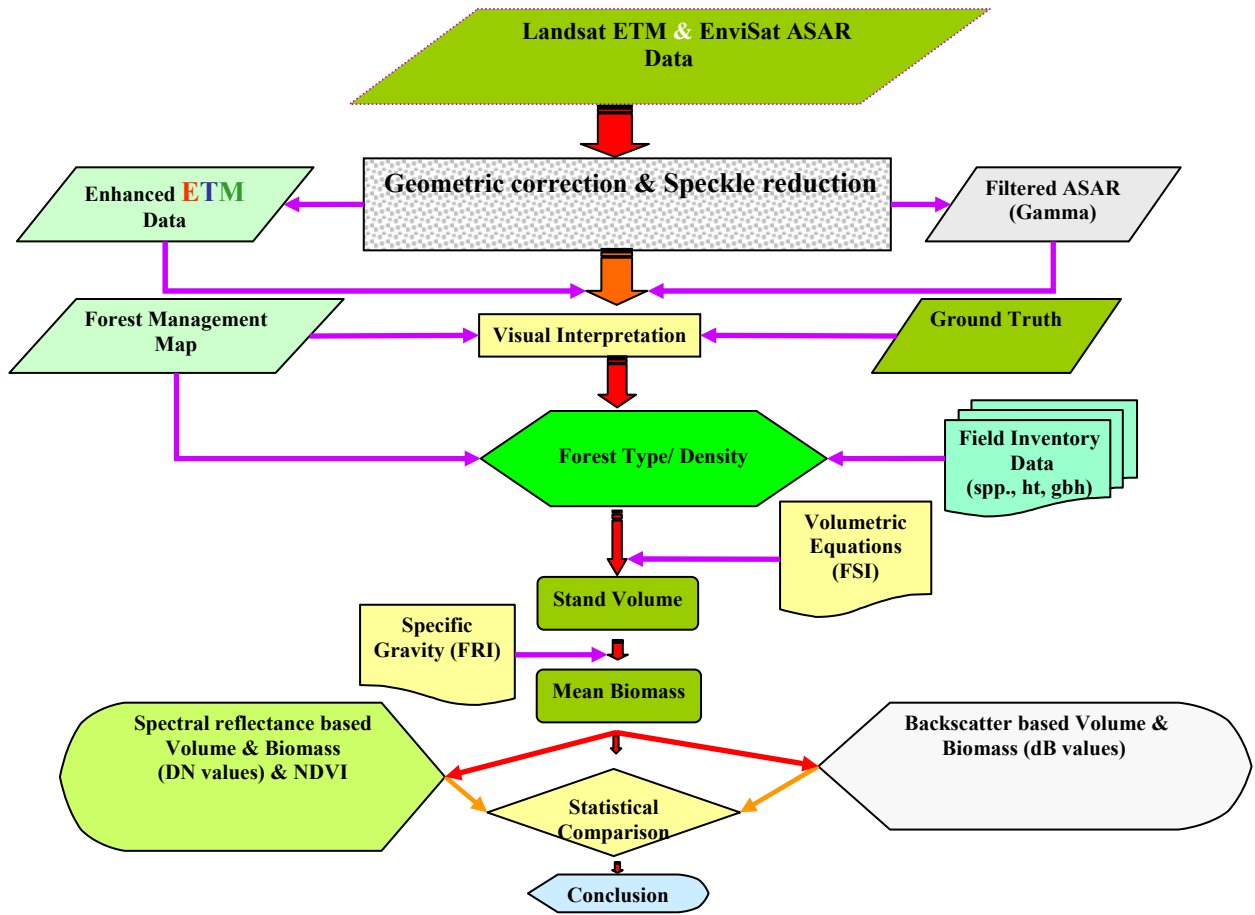 Landsat ETM & EnviSat ASAR
Data
Geometric correction & Speckle reduction
Enhanced ETM
Data
Filtered ASAR
(Gamma)
Forest Management
Map
Visual Interpretation
Ground Truth
Forest Type/ Density
Field Inventory
Data
(spp., ht, gbh)
Volumetric
Equations
(FSI)
Stand Volume
Specific
Gravity (FRI)
Mean Biomass
Spectral reflectance based
Volume & Biomass
(DN values) & NDVI
Backscatter based Volume &
Biomass (dB values)
Statistical
Comparison
Conclusion